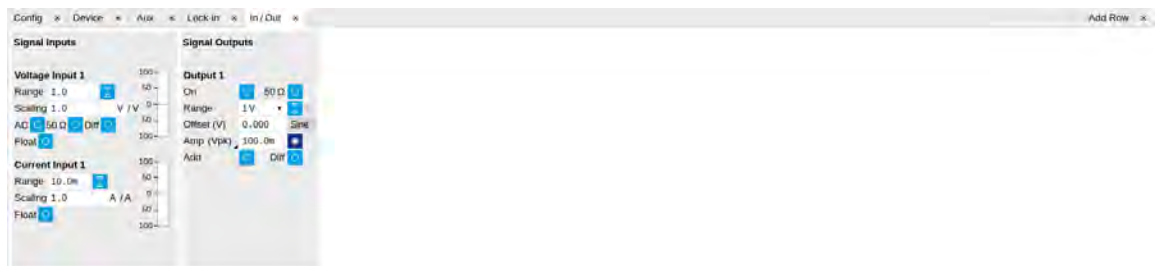 Config × Device × Aux × Lock-in × In / Out × Add Row ×
Signal Inputs
Voltage Input 1
Range 1.0
Scaling 1.0 V / V
AC 50 Ω Diff
Float
100
50
0
50
100
Current Input 1
Range 10.0m
Scaling 1.0 A / A
Float
100
50
0
50
100
Signal Outputs
Output 1
On 50 Ω
Range 1 V
Offset (V) 0.000 Sine
Amp (Vpk) 100.0m
Add Diff